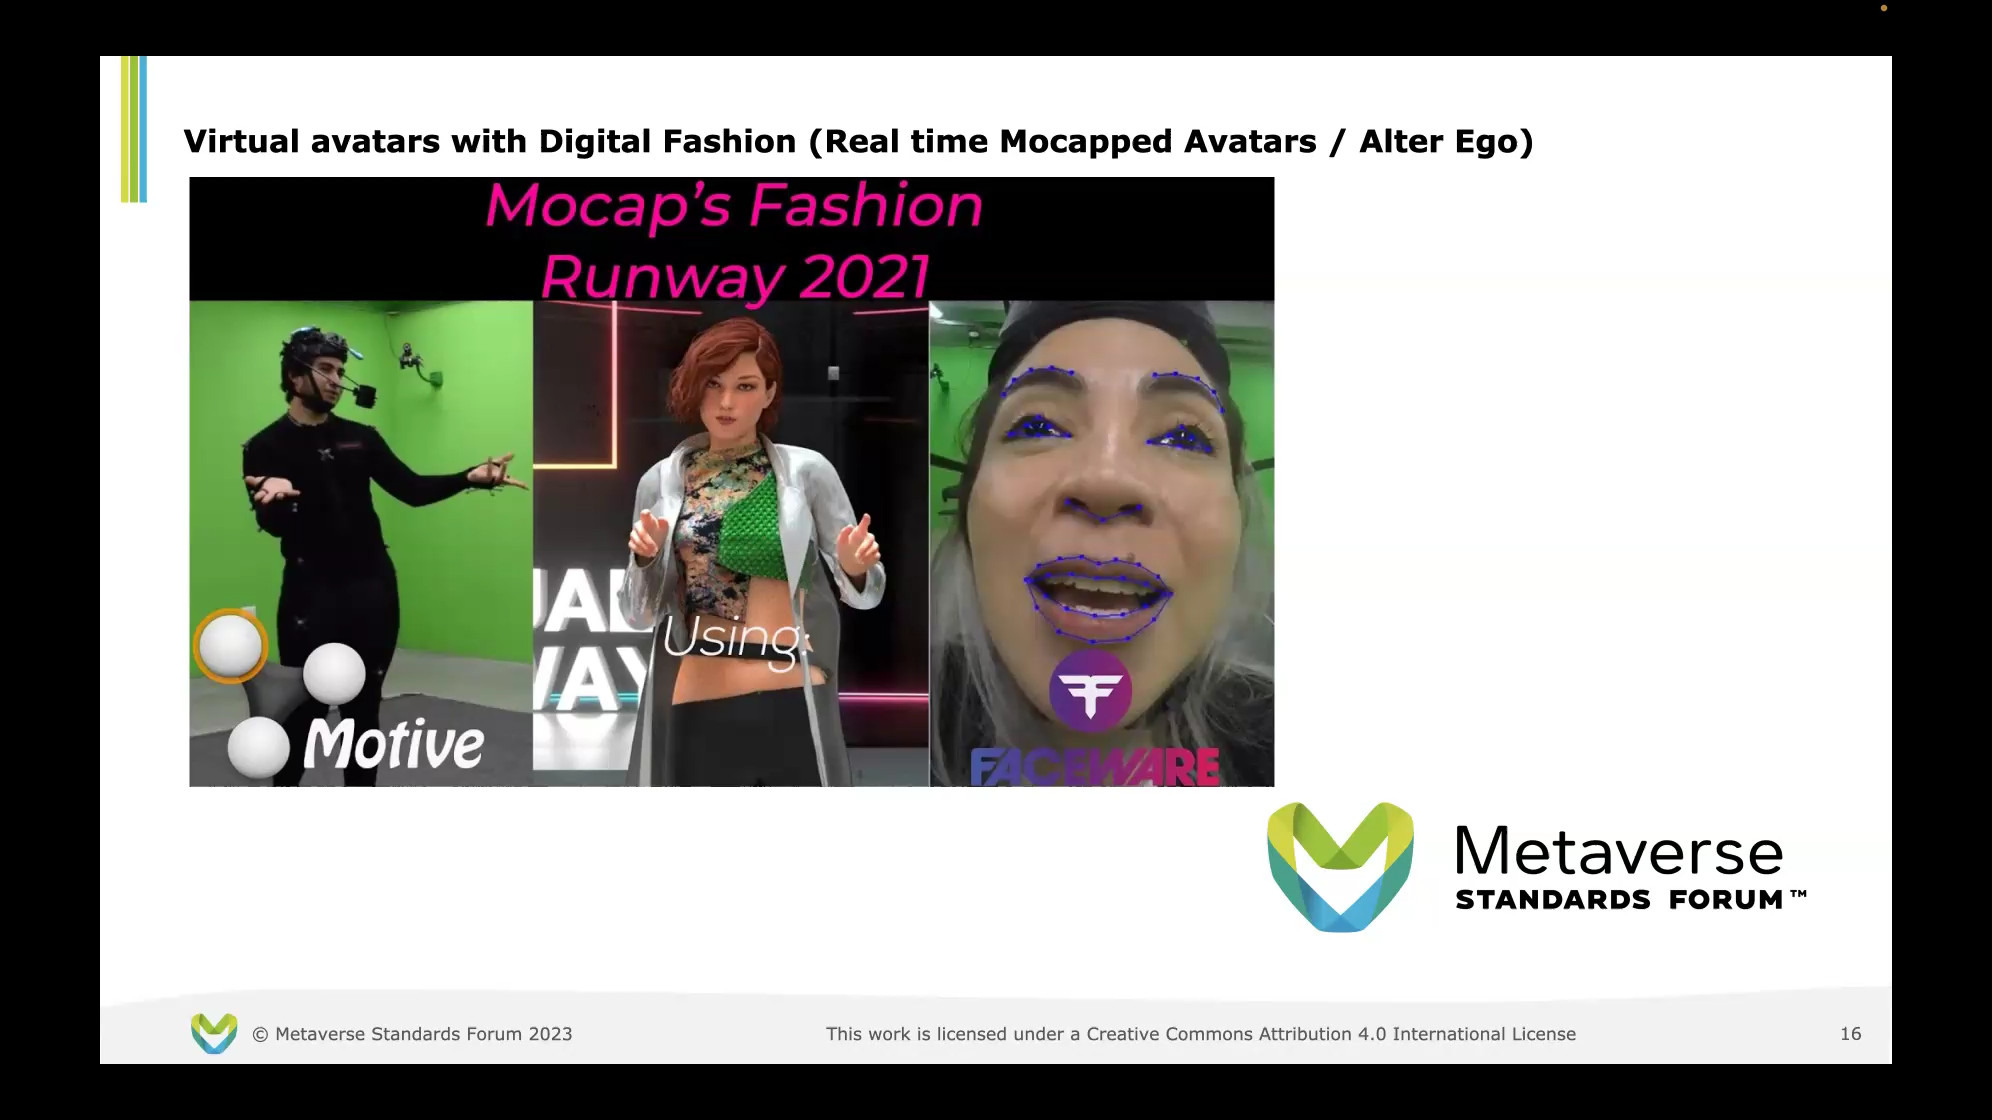 Virtual avatars with Digital Fashion (Real time Mocapped Avatars / Alter Ego)
Mocap's Fashion
Runway 2021
UAL
WAY
Using:
Motive
FACEWARE
Metaverse
STANDARDS FORUM™
© Metaverse Standards Forum 2023
This work is licensed under a Creative Commons Attribution 4.0 International License
16